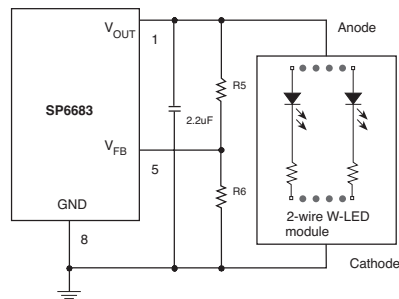 VOUT
1
Anode
SP6683
2.2uF
R5
VFB
5
R6
GND
8
2-wire W-LED
module
Cathode